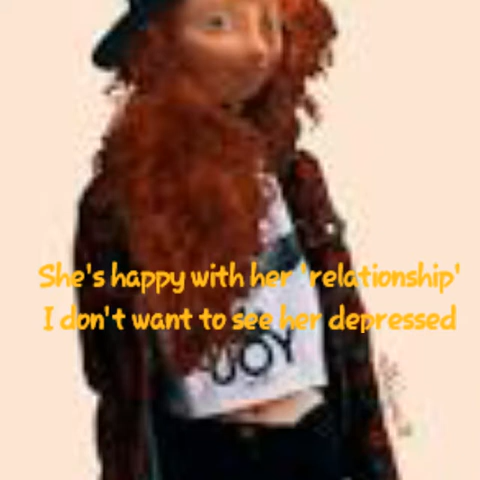 She's happy with her 'relationship'
I don't want to see her depressed
JOY